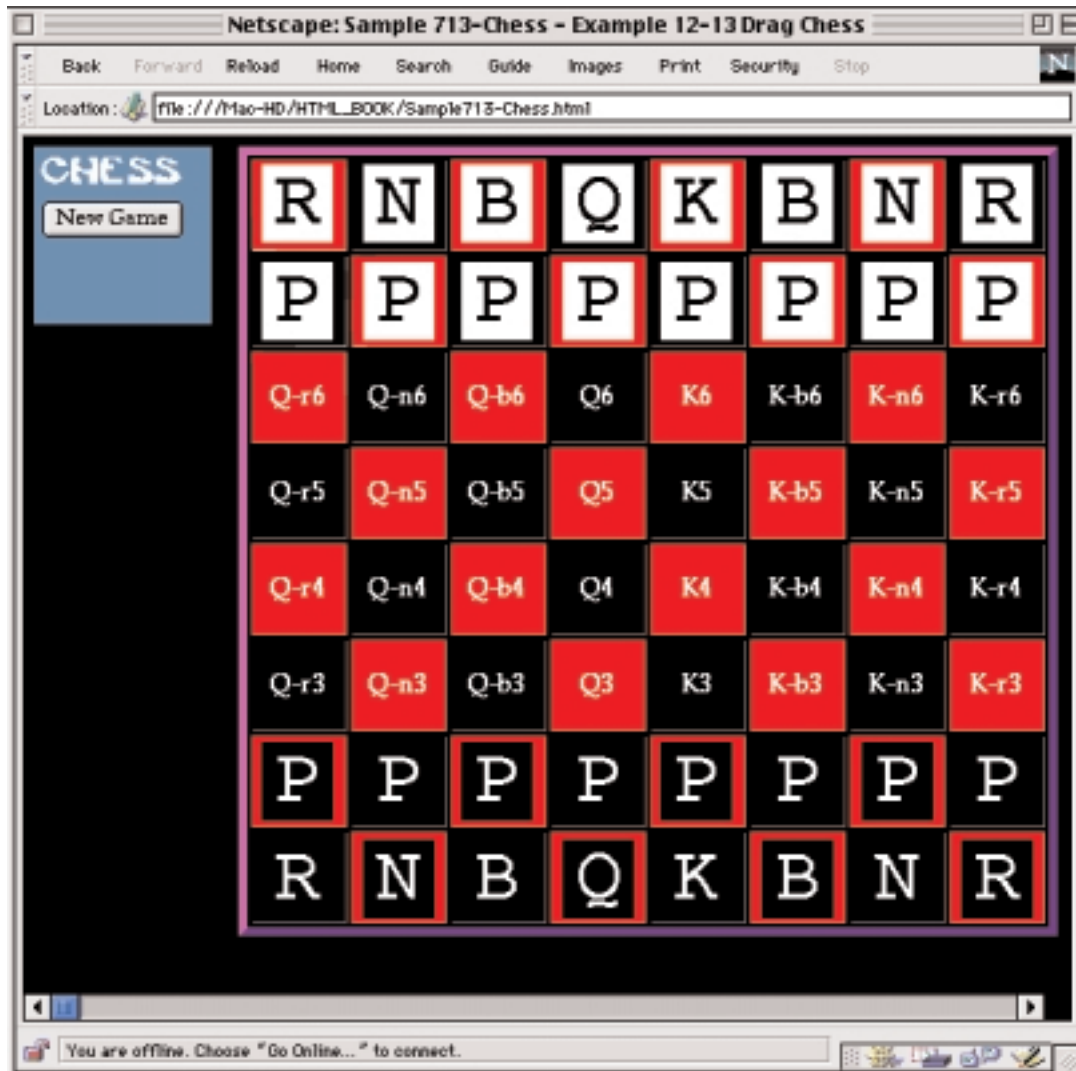 Netscape: Sample 713-Chess - Example 12-13 Drag Chess
Back Forward Reload Home Search Guide Images Print Security Stop
N
Location: file:///Mac-HD/HTML_BOOK/Sample713-Chess.html
CHESS
New Game
R N B Q K B N R
P P P P P P P P
Q-r6 Q-n6 Q-b6 Q6 K6 K-b6 K-n6 K-r6
Q-r5 Q-n5 Q-b5 Q5 K5 K-b5 K-n5 K-r5
Q-r4 Q-n4 Q-b4 Q4 K4 K-b4 K-n4 K-r4
Q-r3 Q-n3 Q-b3 Q3 K3 K-b3 K-n3 K-r3
P P P P P P P P
R N B Q K B N R
You are offline. Choose "Go Online..." to connect.